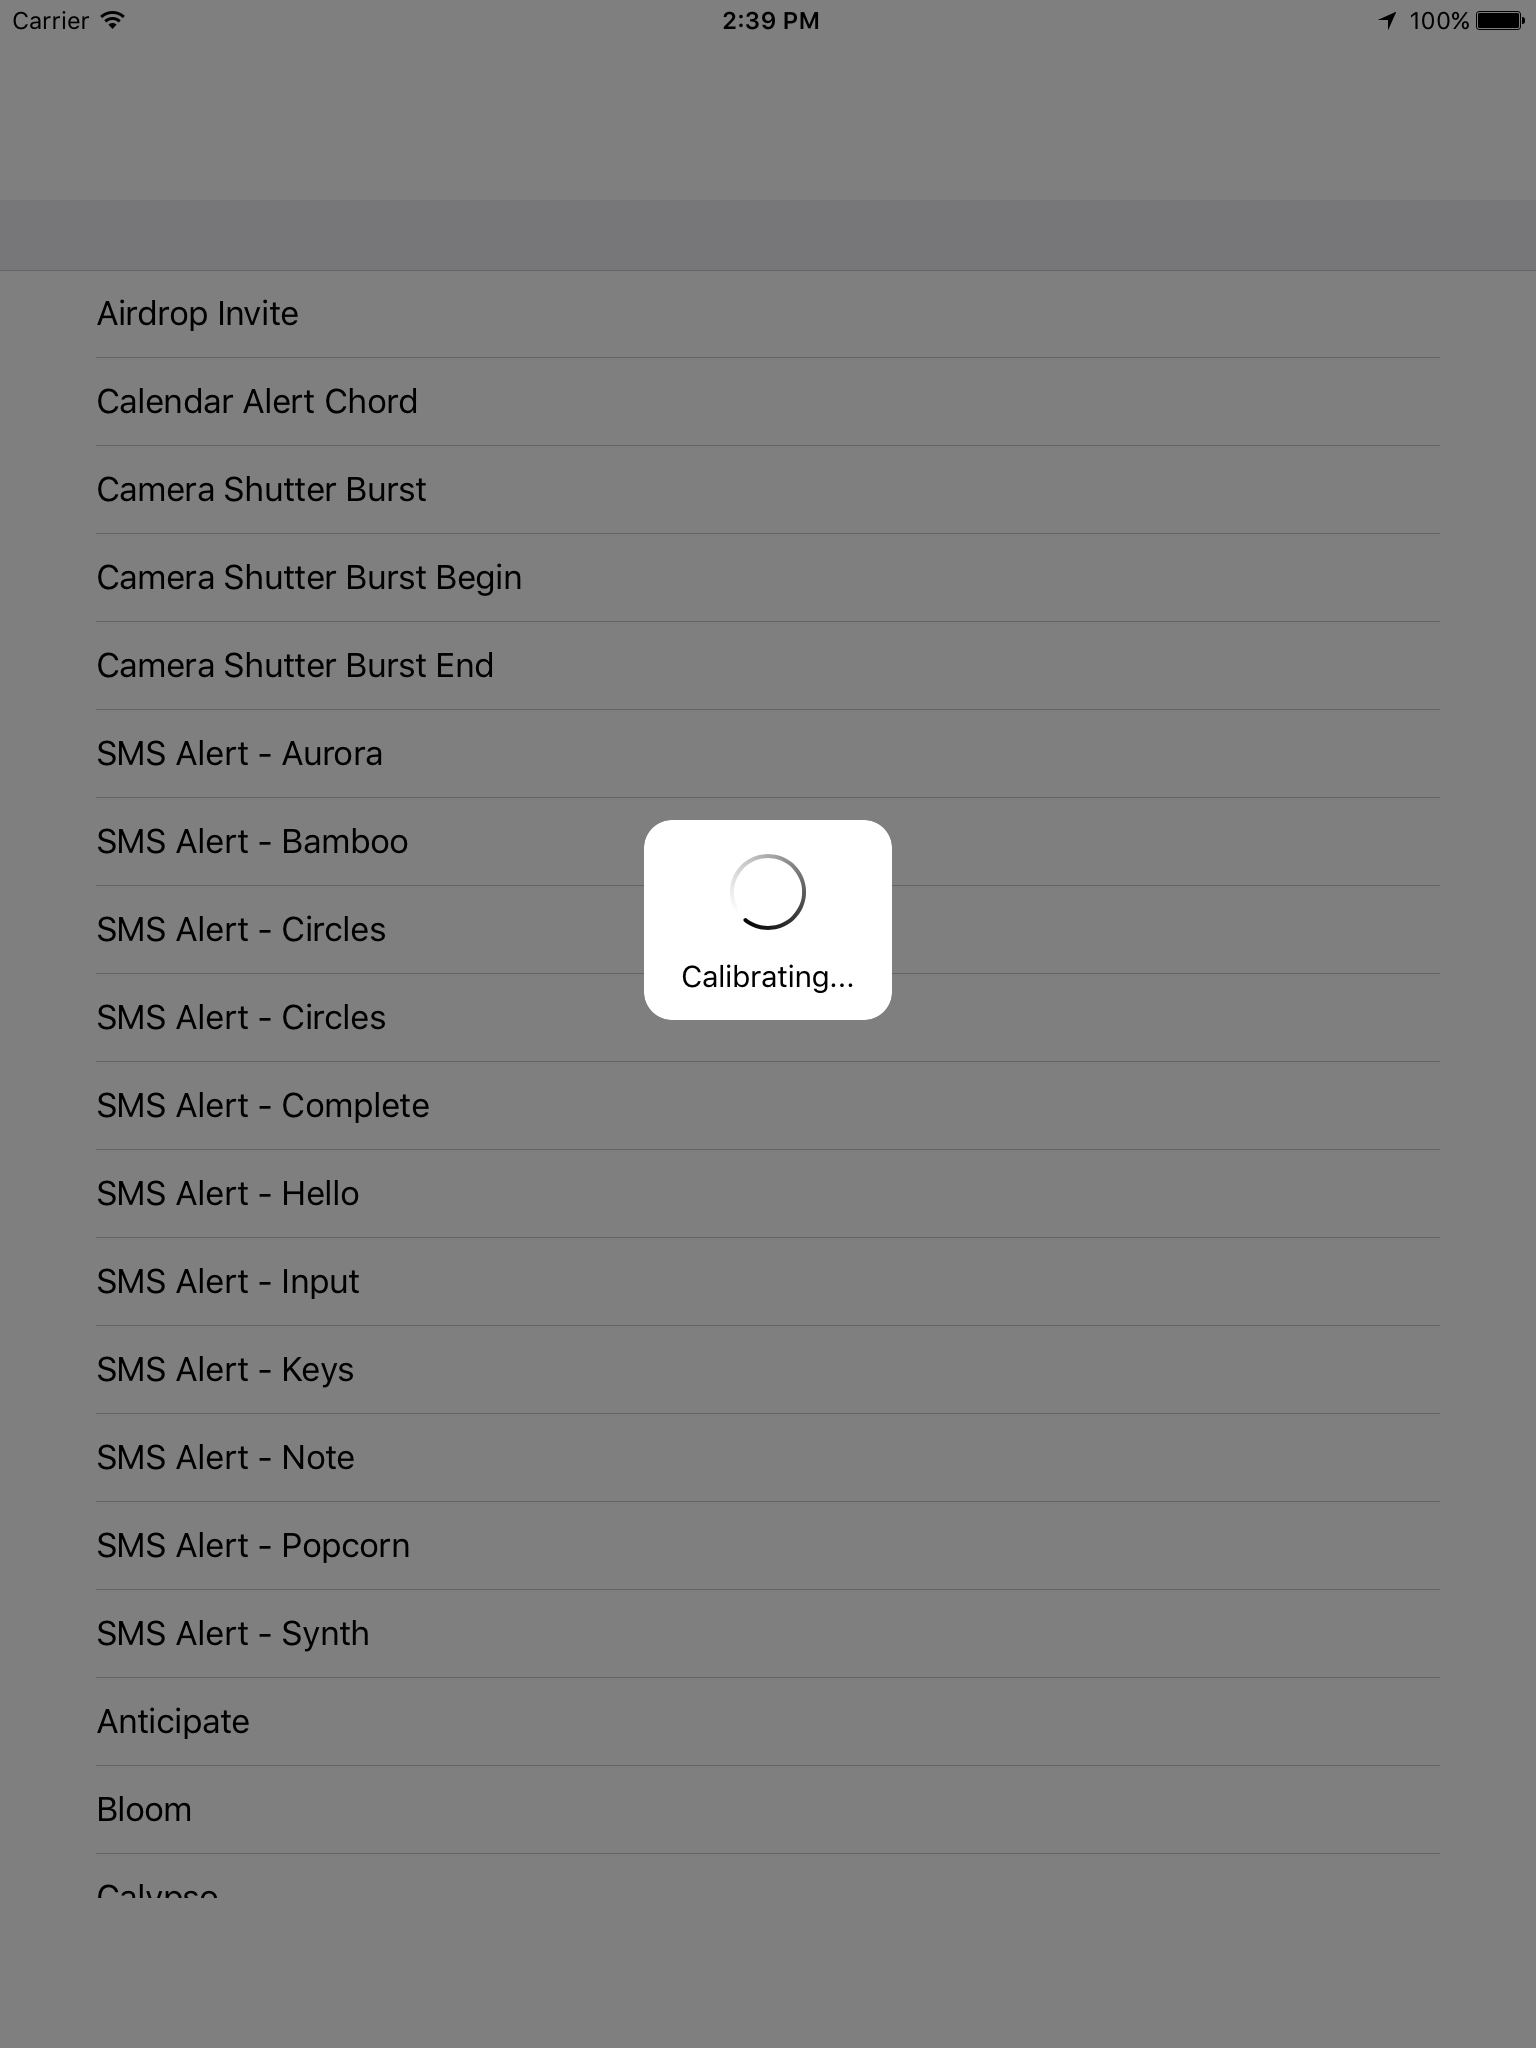 Carrier 2:39 PM 100%
Airdrop Invite
Calendar Alert Chord
Camera Shutter Burst
Camera Shutter Burst Begin
Camera Shutter Burst End
SMS Alert - Aurora
SMS Alert - Bamboo
SMS Alert - Circles
Calibrating...
SMS Alert - Circles
SMS Alert - Complete
SMS Alert - Hello
SMS Alert - Input
SMS Alert - Keys
SMS Alert - Note
SMS Alert - Popcorn
SMS Alert - Synth
Anticipate
Bloom
Calypso